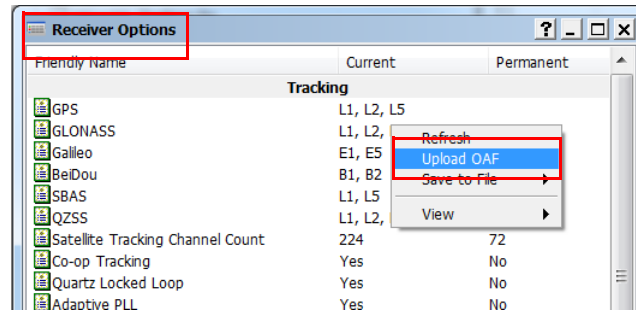 Receiver Options
Friendly Name Current Permanent
Tracking
GPS L1, L2, L5
GLONASS L1, L2,
Galileo E1, E5
BeiDou B1, B2
SBAS L1, L5
QZSS L1, L2,
Satellite Tracking Channel Count 224 72
Co-op Tracking Yes No
Quartz Locked Loop Yes No
Adaptive PLL Yes No
Refresh
Upload OAF
Save to File
View